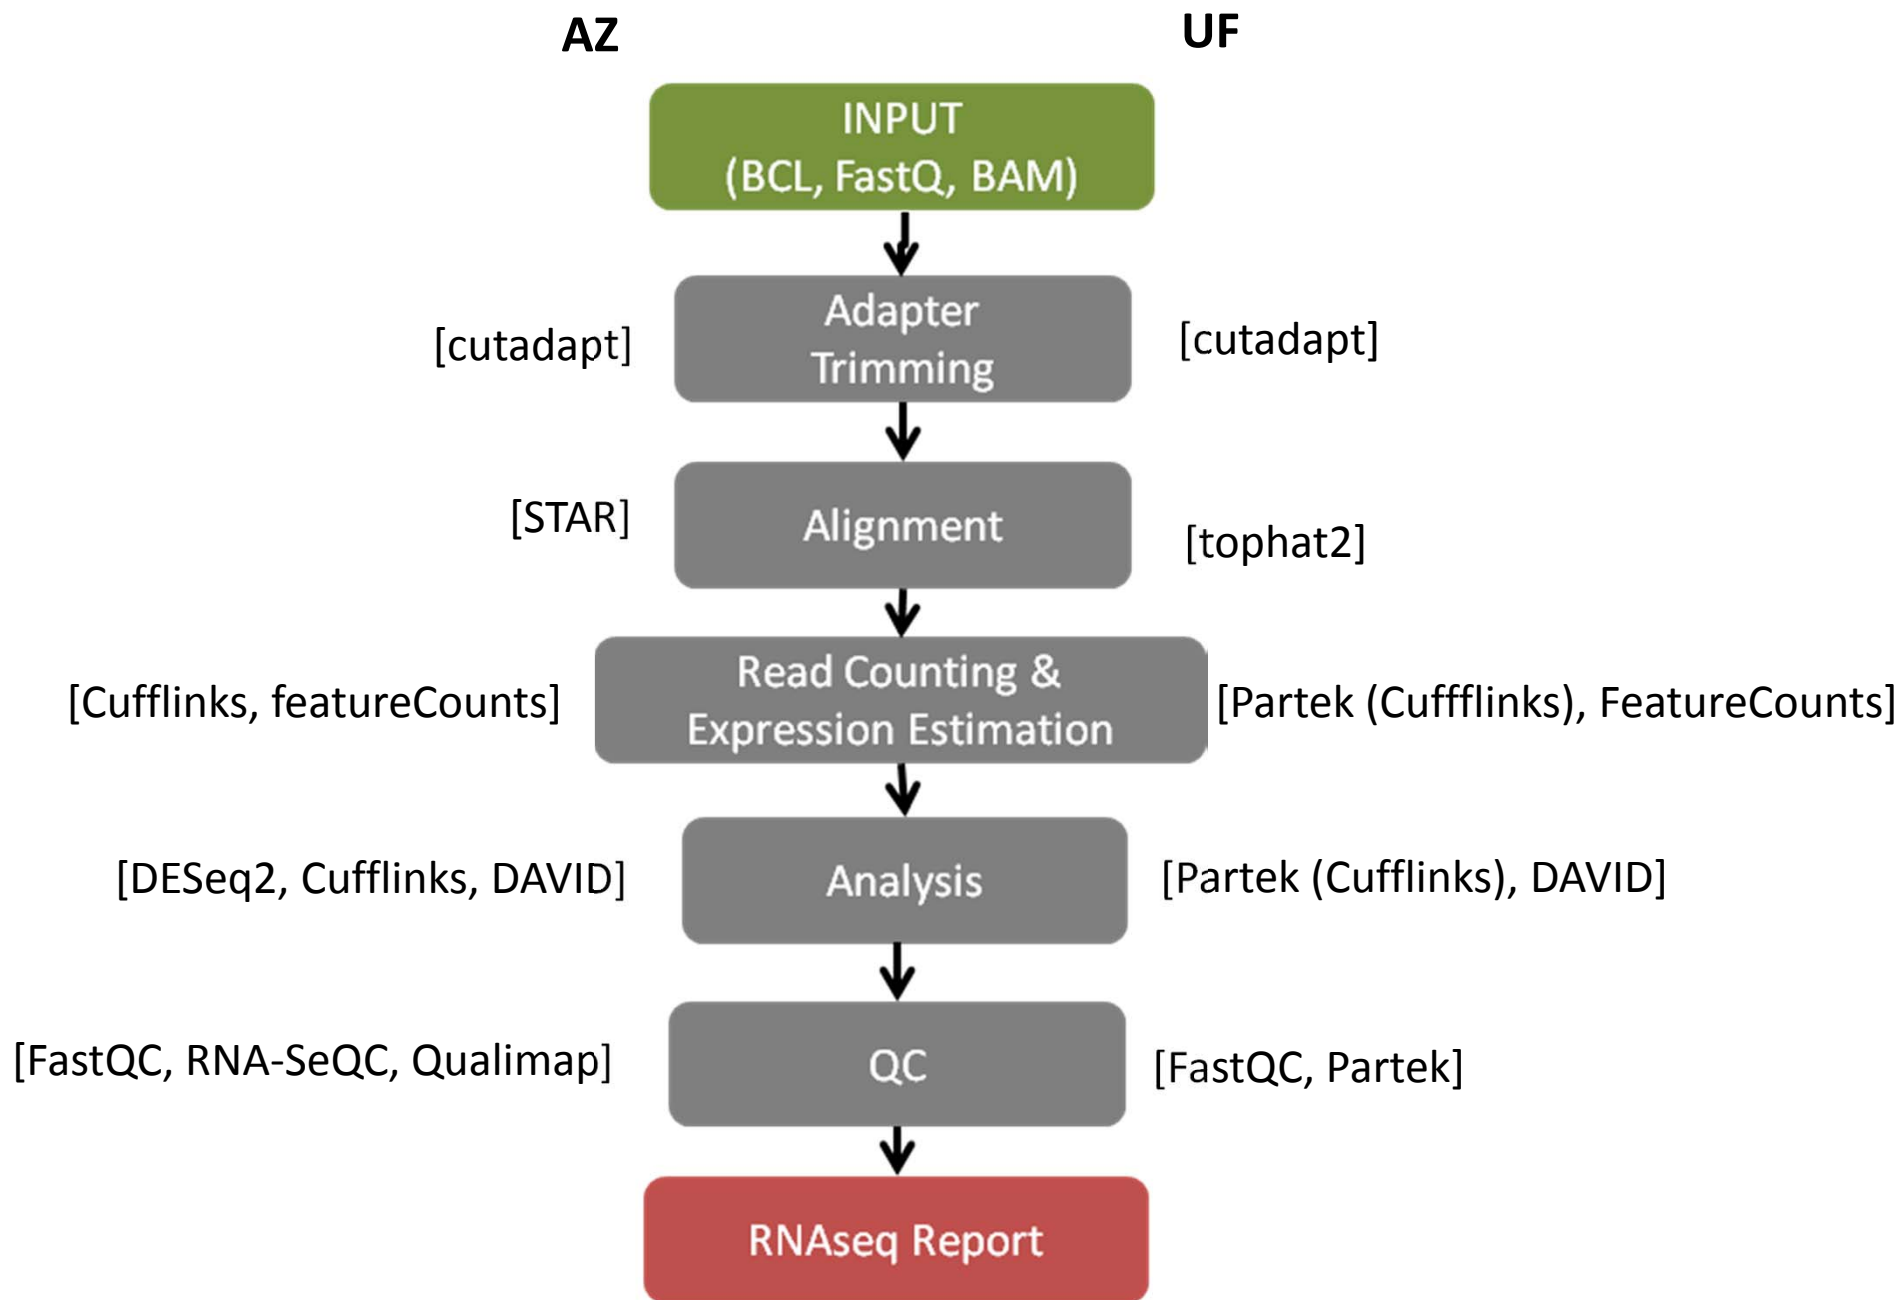 AZ
UF
INPUT
(BCL, FastQ, BAM)
[cutadapt]
Adapter
Trimming
[cutadapt]
[STAR]
Alignment
[tophat2]
[Cufflinks, featureCounts]
Read Counting &
Expression Estimation
[Partek (Cuffflinks), FeatureCounts]
[DESeq2, Cufflinks, DAVID]
Analysis
[Partek (Cufflinks), DAVID]
[FastQC, RNA-SeQC, Qualimap]
QC
[FastQC, Partek]
RNAseq Report